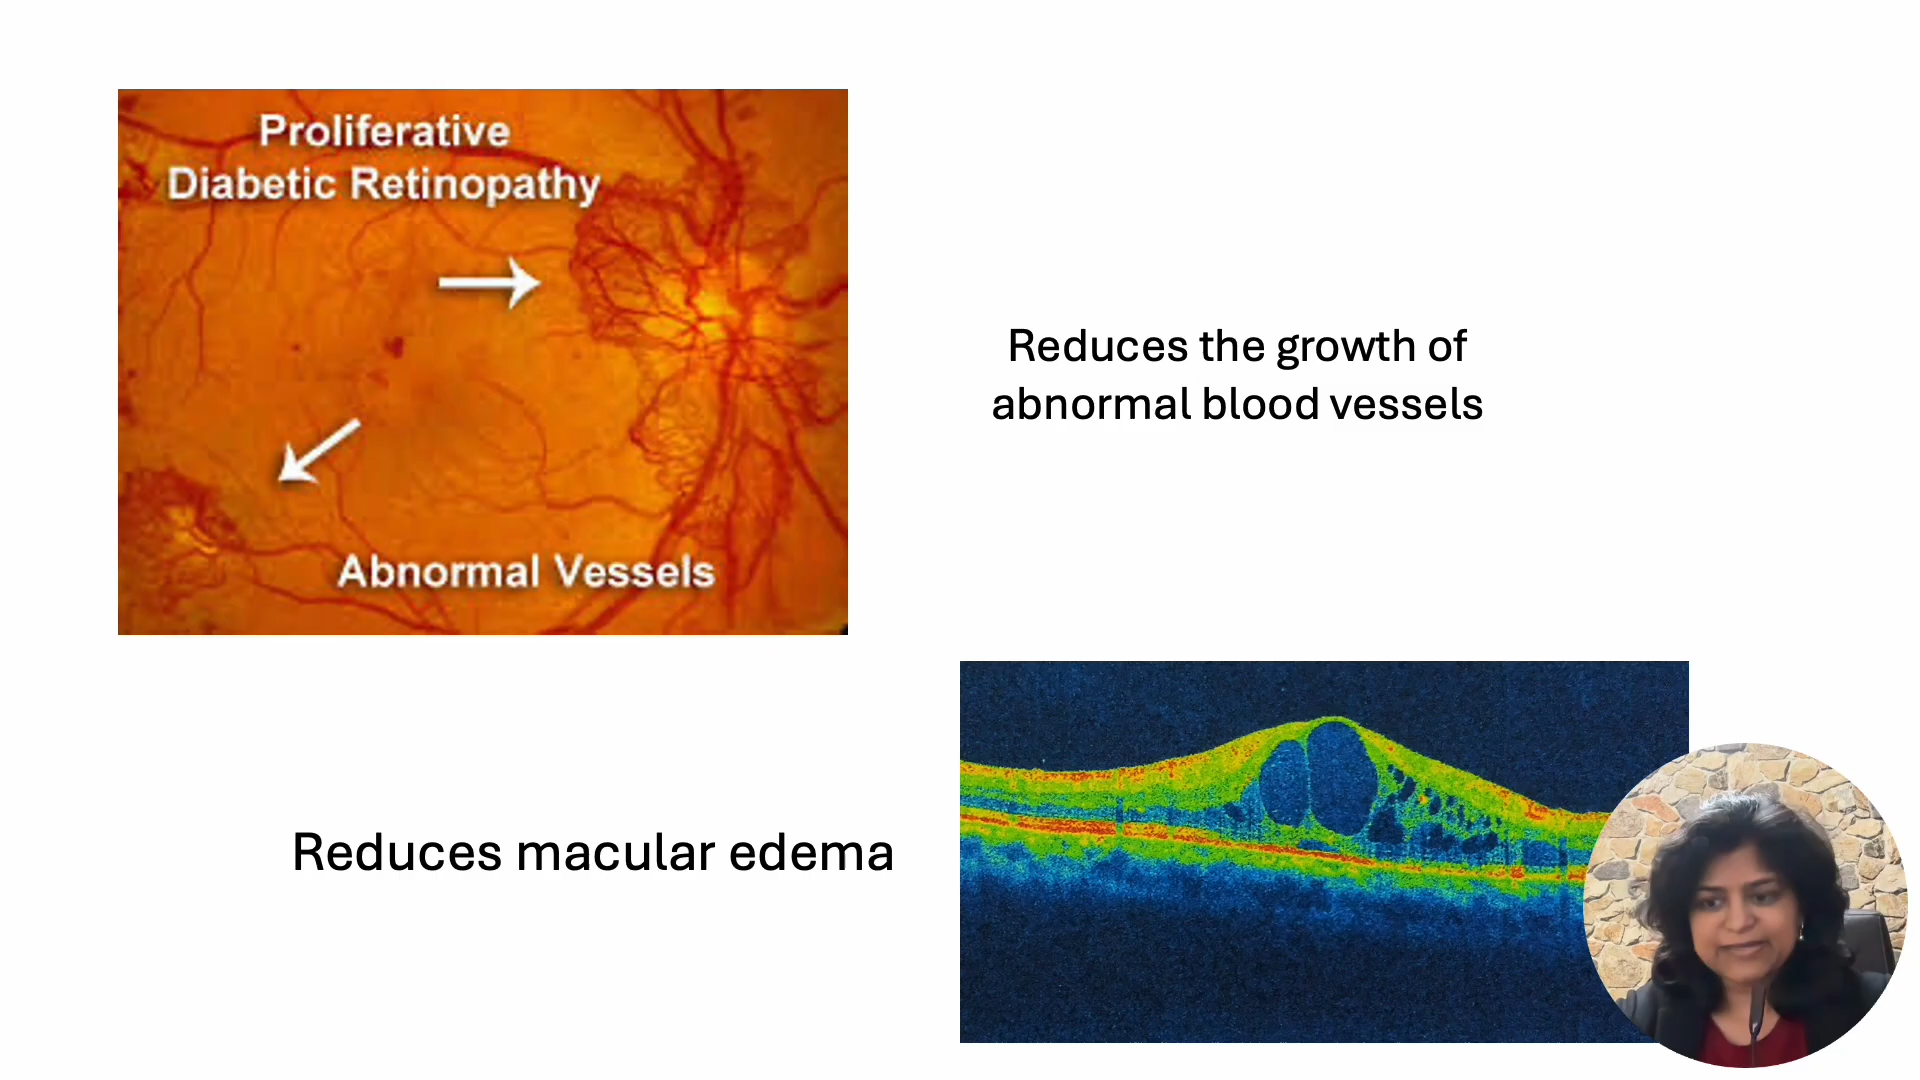 Proliferative
Diabetic Retinopathy
Abnormal Vessels
Reduces the growth of
abnormal blood vessels
Reduces macular edema